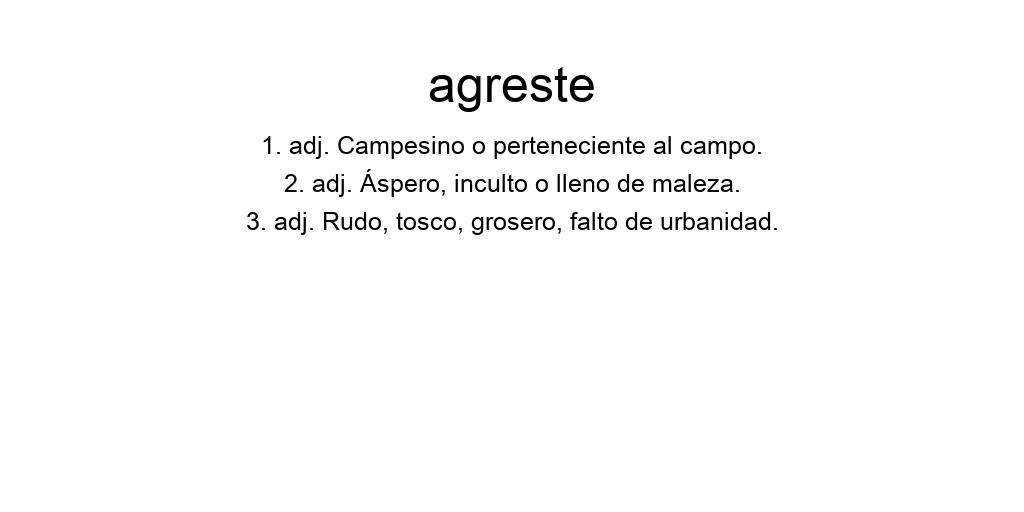 agreste
1. adj. Campesino o perteneciente al campo.
2. adj. Áspero, inculto o lleno de maleza.
3. adj. Rudo, tosco, grosero, falto de urbanidad.